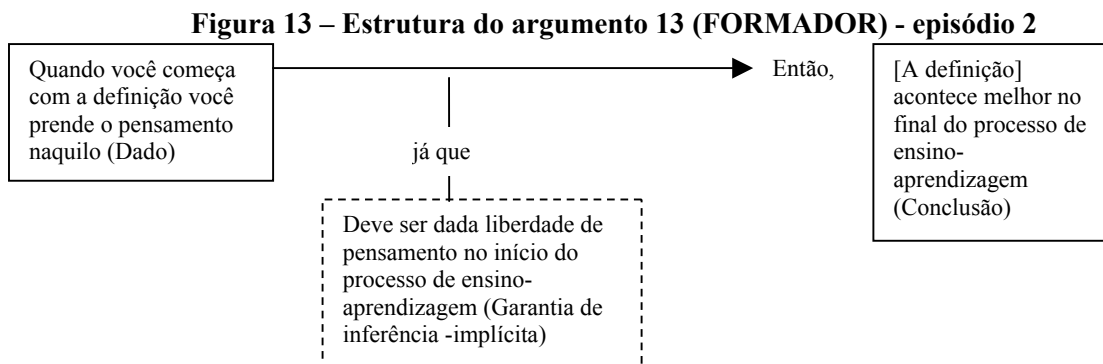 Figura 13 – Estrutura do argumento 13 (FORMADOR) - episódio 2
Quando você começa
com a definição você
prende o pensamento
naquilo (Dado)
Então,
[A definição]
acontece melhor no
final do processo de
ensino-
aprendizagem
(Conclusão)
já que
Deve ser dada liberdade de
pensamento no início do
processo de ensino-
aprendizagem (Garantia de
inferência -implícita)